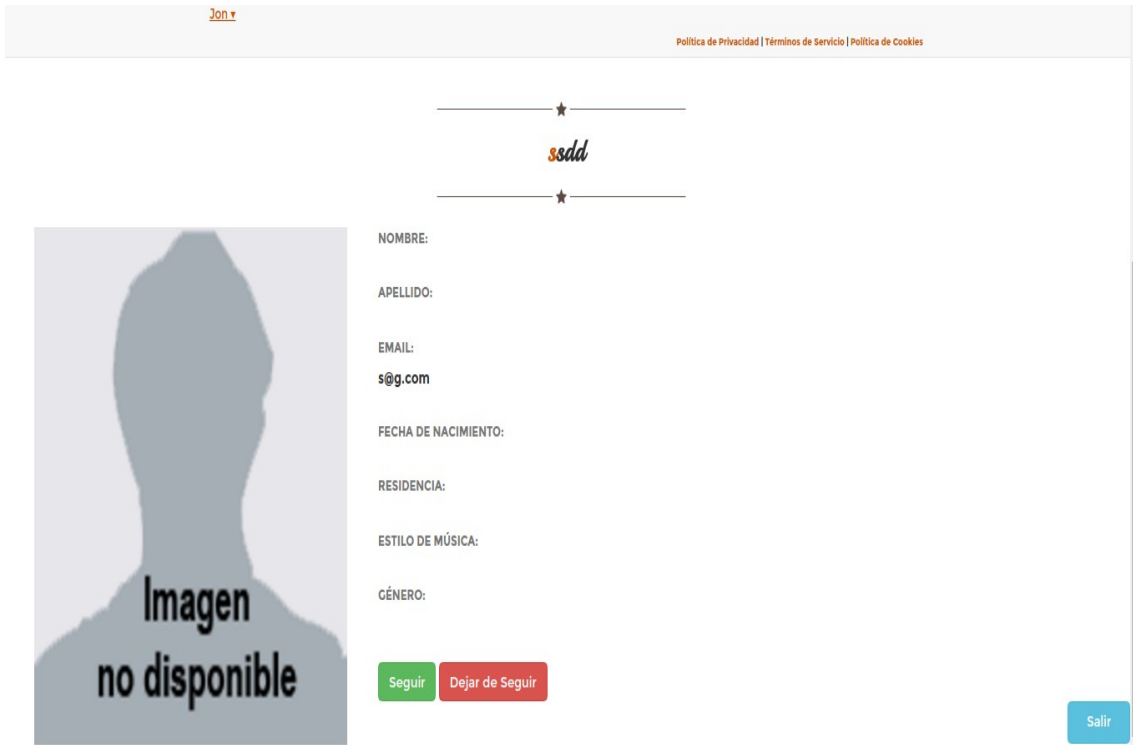 Jon ▾
Política de Privacidad | Términos de Servicio | Política de Cookies
ssdd
NOMBRE:
APELLIDO:
EMAIL:
s@g.com
FECHA DE NACIMIENTO:
RESIDENCIA:
ESTILO DE MÚSICA:
GÉNERO:
Imagen
no disponible
Seguir Dejar de Seguir
Salir